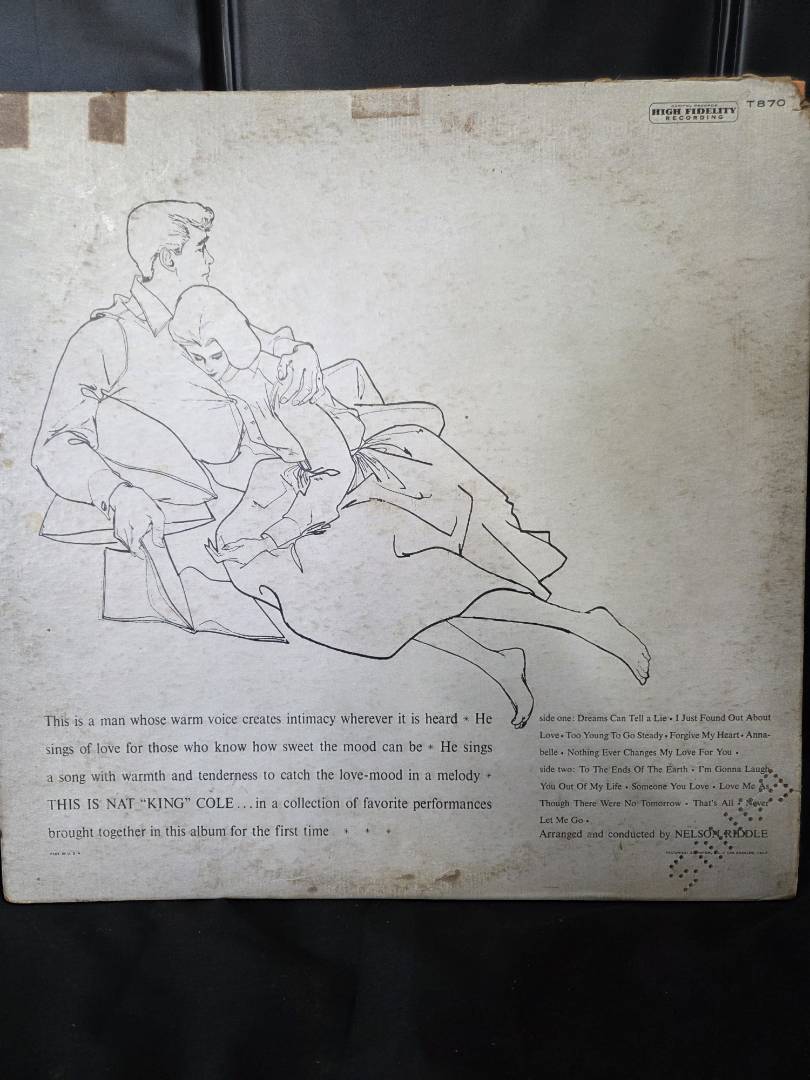 CAPITOL RECORDS
HIGH FIDELITY
RECORDING
T870
This is a man whose warm voice creates intimacy wherever it is heard * He
sings of love for those who know how sweet the mood can be * He sings
a song with warmth and tenderness to catch the love-mood in a melody *
THIS IS NAT “KING” COLE...in a collection of favorite performances
brought together in this album for the first time * * *
side one: Dreams Can Tell a Lie • I Just Found Out About
Love • Too Young To Go Steady • Forgive My Heart • Anna-
belle • Nothing Ever Changes My Love For You •
side two: To The Ends Of The Earth • I'm Gonna Laugh
You Out Of My Life • Someone You Love • Love Me As
Though There Were No Tomorrow • That's All • Never
Let Me Go •
Arranged and conducted by NELSON RIDDLE